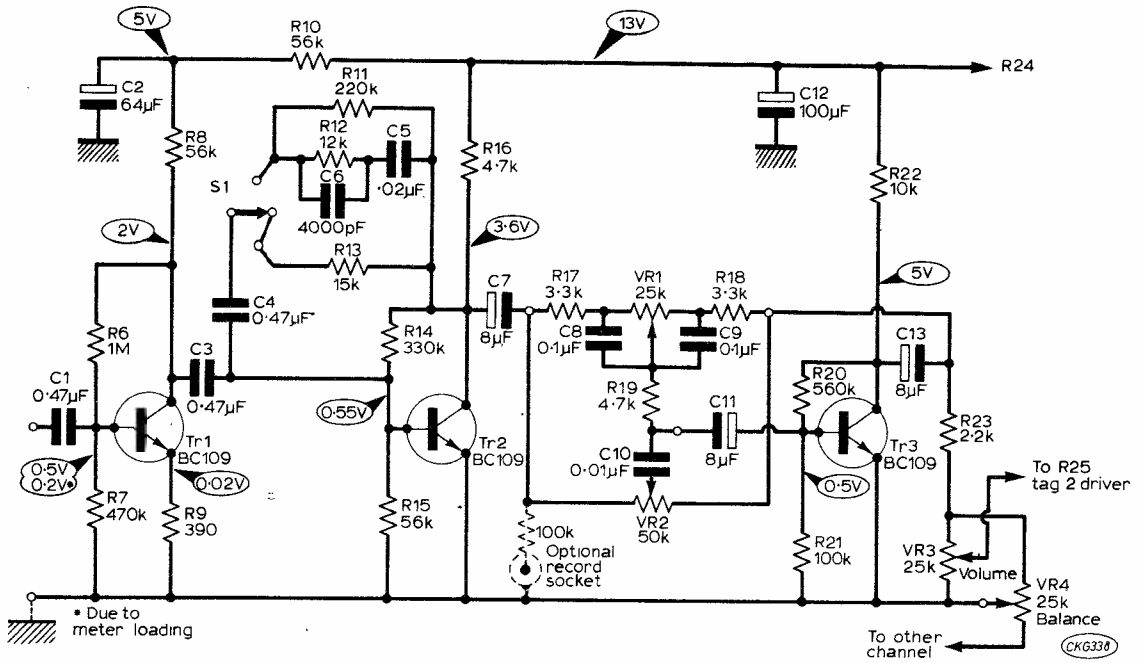 5V
13V
R10
56k
R24
C2
64µF
R11
220k
R12
12k
C5
·02µF
C6
4000pF
S1
R8
56k
R16
4.7k
C12
100µF
R22
10k
2V
3·6V
5V
R13
15k
C4
0·47µF
R6
1M
C3
0·47µF
R14
330k
C7
8µF
R17
3.3k
VR1
25k
R18
3.3k
C8
0·1µF
C9
0·1µF
C13
8µF
R19
4.7k
R20
560k
C1
0·47µF
0·55V
C11
8µF
R23
2.2k
Tr1
BC109
Tr2
BC109
Tr3
BC109
C10
0·01µF
0·5V
0·2V*
0·02V
0·5V
To R25
tag 2 driver
R7
470k
R9
390
R15
56k
100k
VR2
50k
R21
100k
Optional
record
socket
VR3
25k
Volume
VR4
25k
Balance
* Due to
meter loading
To other
channel
CKG338